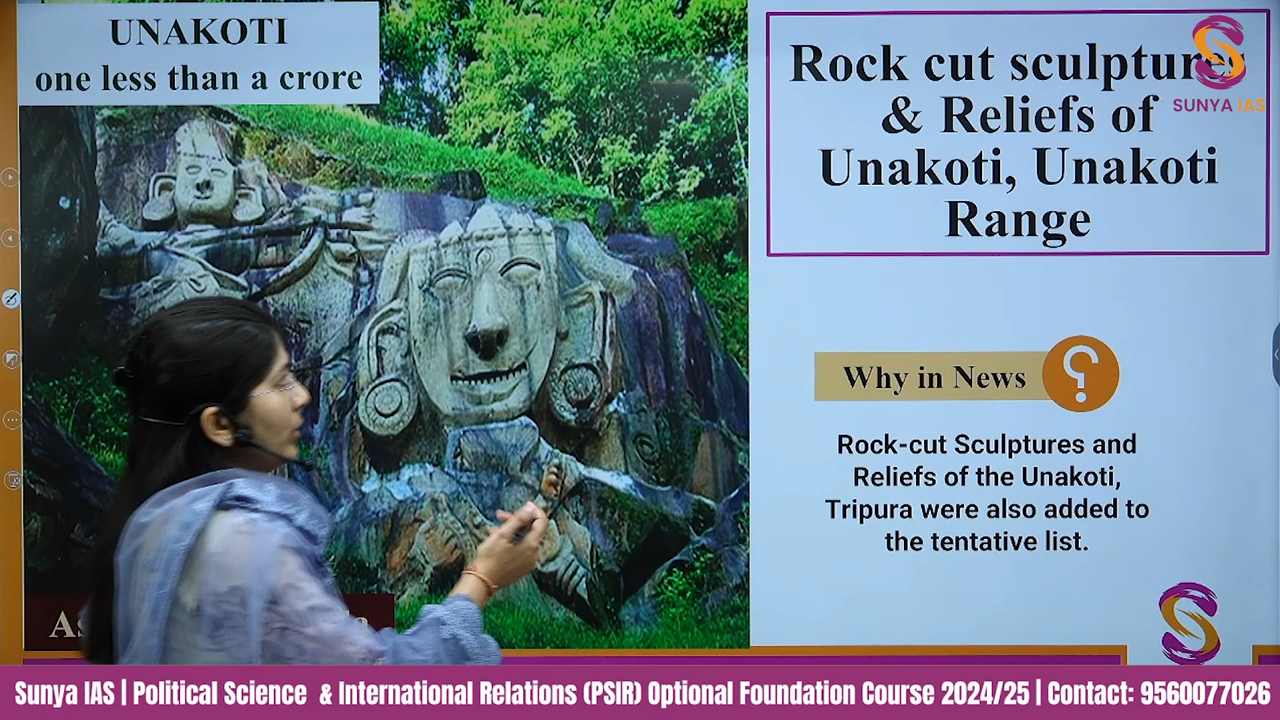 UNAKOTI
one less than a crore
Rock cut sculpture
& Reliefs of
Unakoti, Unakoti
Range
SUNYA IAS
Why in News
Rock-cut Sculptures and
Reliefs of the Unakoti,
Tripura were also added to
the tentative list.
Sunya IAS | Political Science & International Relations (PSIR) Optional Foundation Course 2024/25 | Contact: 9560077026